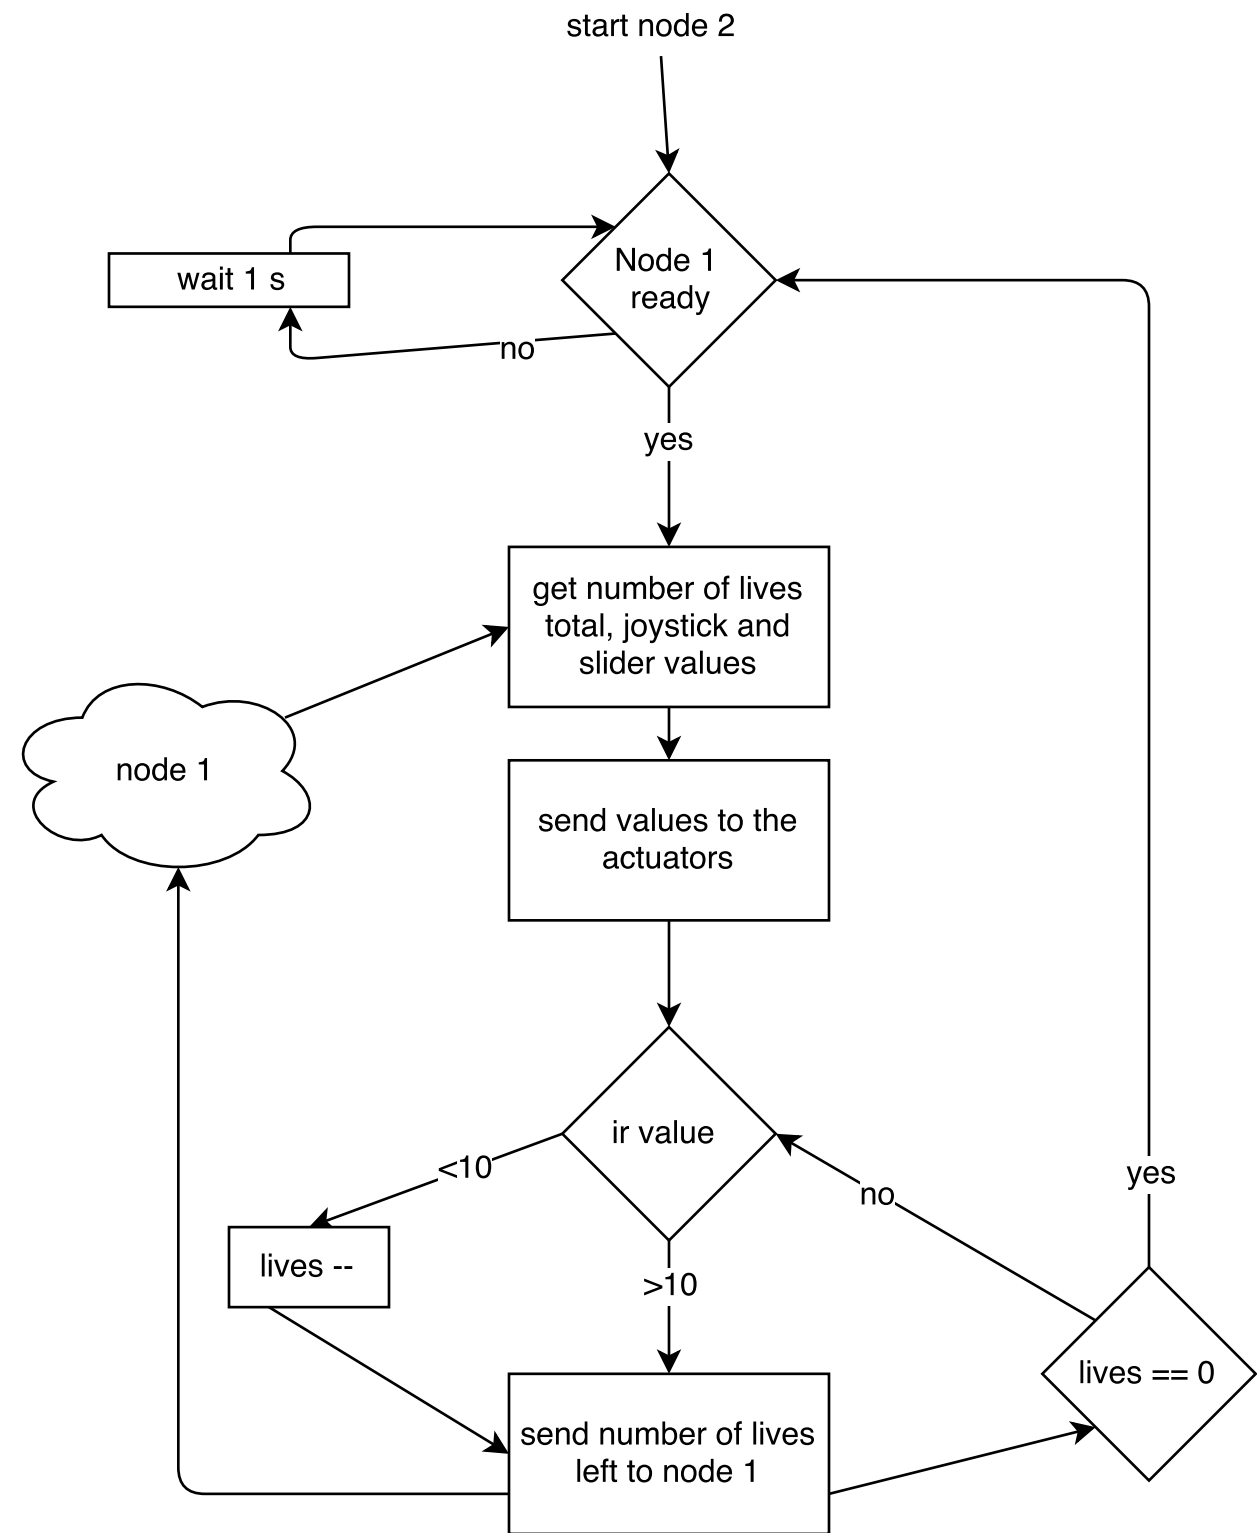 start node 2
Node 1
ready
wait 1 s
no
yes
get number of lives
total, joystick and
slider values
node 1
send values to the
actuators
ir value
<10
no
yes
lives --
>10
lives == 0
send number of lives
left to node 1